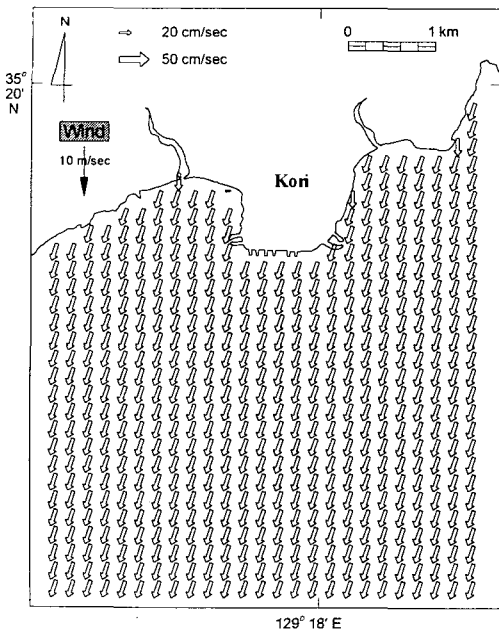 N
20 cm/sec
50 cm/sec
0 1 km
35°
20'
N
Wind
10 m/sec
Kori
129° 18' E